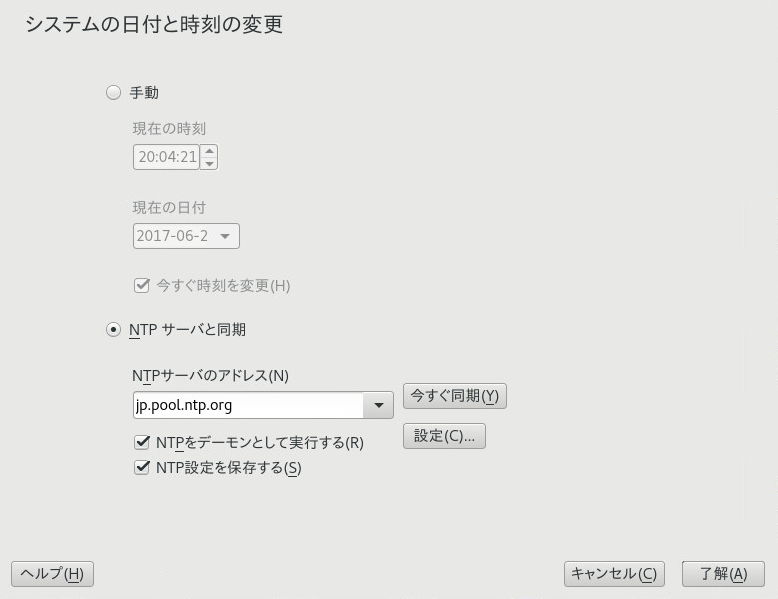 システムの日付と時刻の変更
手動
現在の時刻
20:04:21
現在の日付
2017-06-2
今すぐ時刻を変更(H)
NTP サーバと同期
NTPサーバのアドレス(N)
jp.pool.ntp.org
今すぐ同期(Y)
NTPをデーモンとして実行する(R)
設定(C)...
NTP設定を保存する(S)
ヘルプ(H)
キャンセル(C)
了解(A)